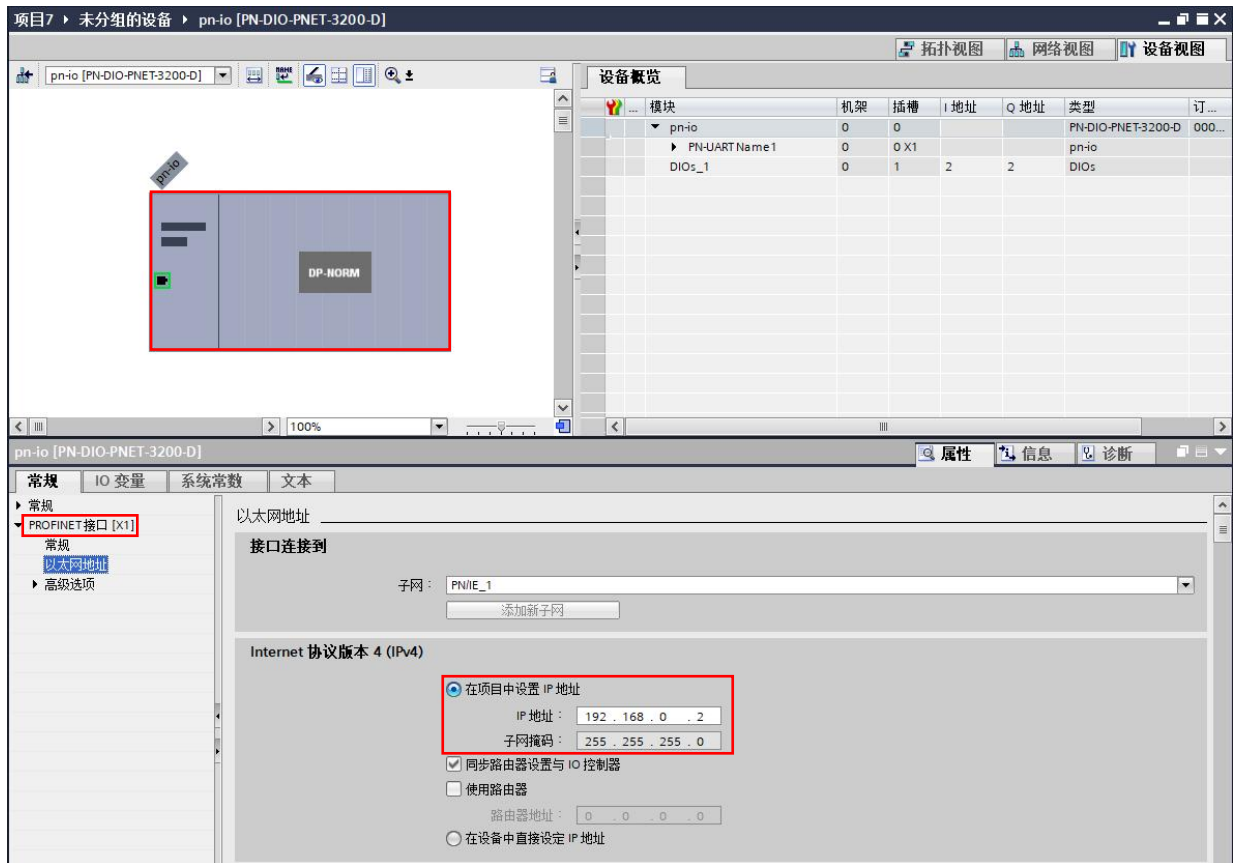 项目7 ▸ 未分组的设备 ▸ pn-io [PN-DIO-PNET-3200-D]
拓扑视图 网络视图 设备视图
pn-io [PN-DIO-PNET-3200-D]
设备概览
... 模块 机架 插槽 I 地址 Q 地址 类型 订...
pn-io 0 0 PN-DIO-PNET-3200-D 000...
PN-UART Name1 0 0 X1 pn-io
DIOs_1 0 1 2 2 DIOs
pn-io
DP-NORM
100%
pn-io [PN-DIO-PNET-3200-D]
属性 信息 诊断
常规 IO 变量 系统常数 文本
常规
PROFINET接口 [X1]
常规
以太网地址
高级选项
以太网地址
接口连接到
子网： PN/IE_1
添加新子网
Internet 协议版本 4 (IPv4)
在项目中设置 IP 地址
IP 地址： 192 . 168 . 0 . 2
子网掩码： 255 . 255 . 255 . 0
同步路由器设置与 IO 控制器
使用路由器
路由器地址： 0 . 0 . 0 . 0
在设备中直接设定 IP 地址